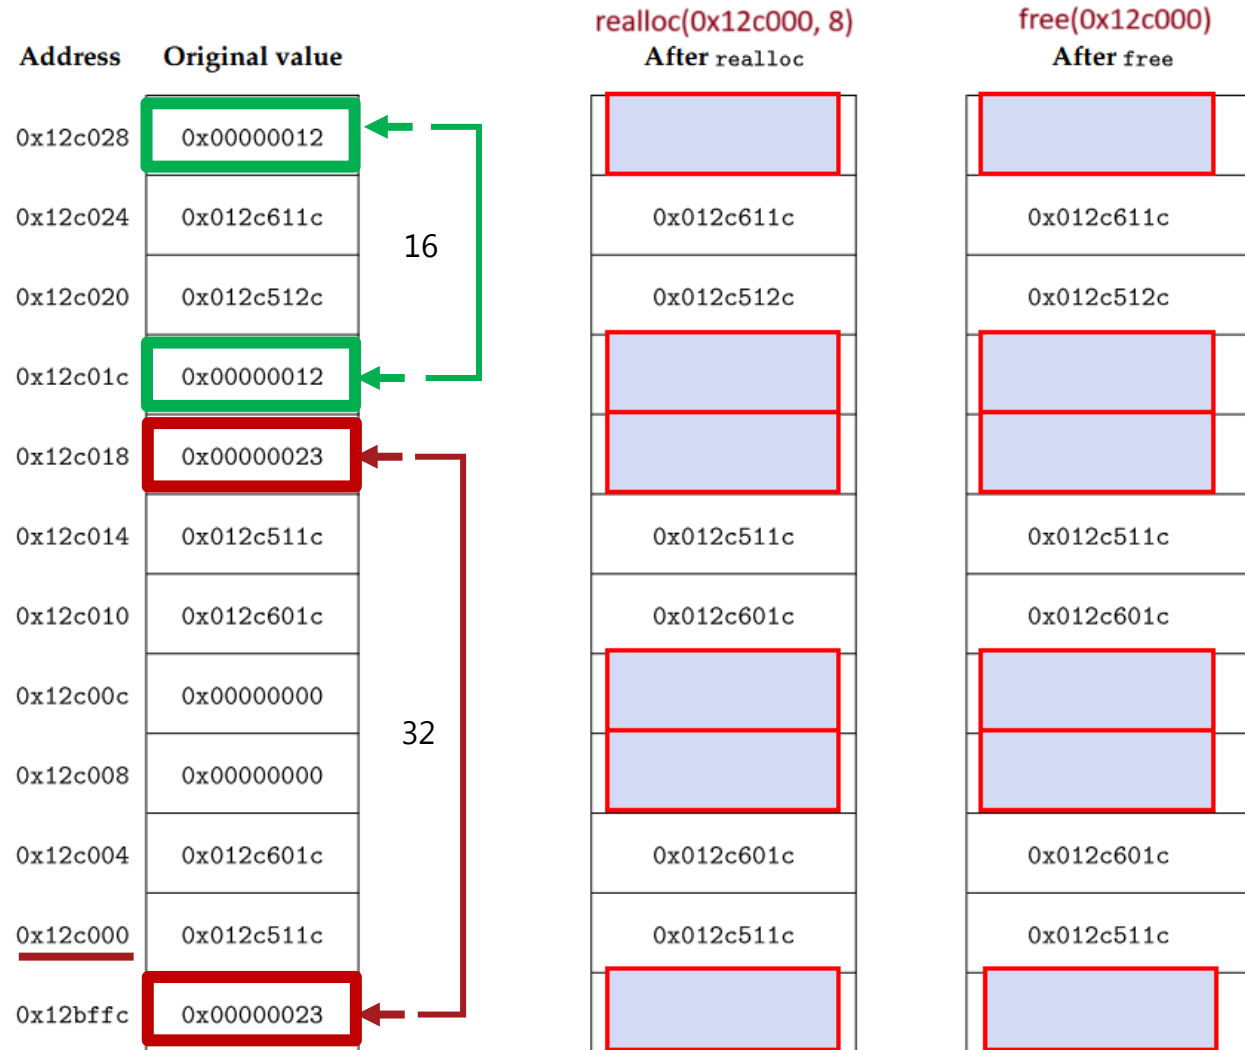 realloc(0x12c000, 8) free(0x12c000)
Address Original value After realloc After free
0x12c028 0x00000012
0x12c024 0x012c611c 0x012c611c 0x012c611c
16
0x12c020 0x012c512c 0x012c512c 0x012c512c
0x12c01c 0x00000012
0x12c018 0x00000023
0x12c014 0x012c511c 0x012c511c 0x012c511c
0x12c010 0x012c601c 0x012c601c 0x012c601c
0x12c00c 0x00000000
32
0x12c008 0x00000000
0x12c004 0x012c601c 0x012c601c 0x012c601c
0x12c000 0x012c511c 0x012c511c 0x012c511c
0x12bffc 0x00000023